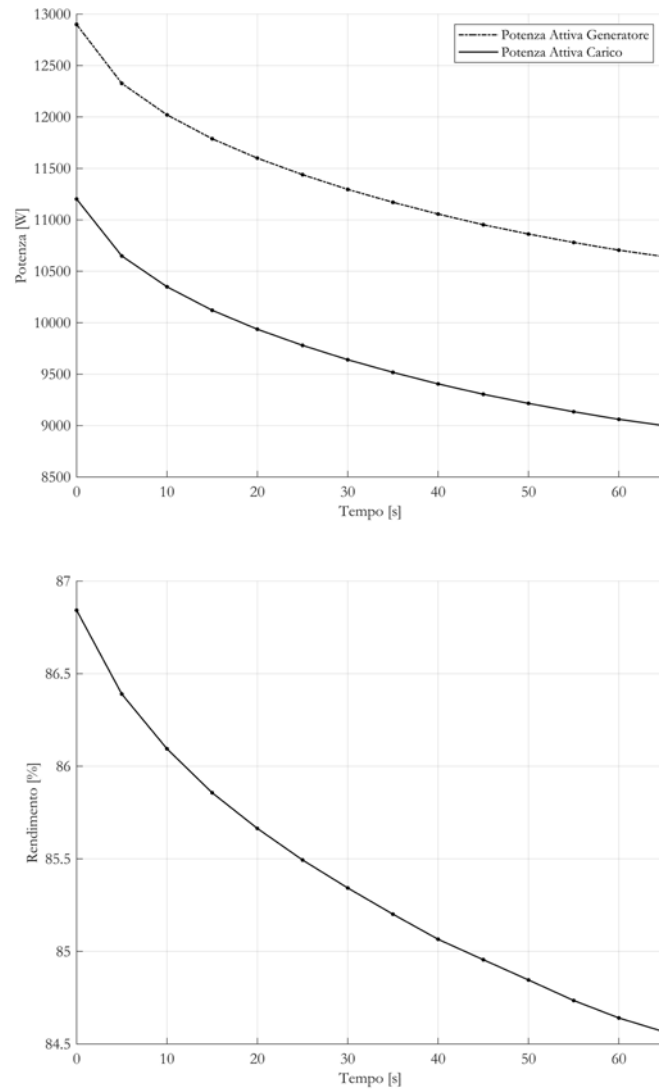 13000
12500
12000
11500
11000
10500
10000
9500
9000
8500
Potenza [W]
Potenza Attiva Generatore
Potenza Attiva Carico
0 10 20 30 40 50 60
Tempo [s]
87
86.5
86
85.5
85
84.5
Rendimento [%]
0 10 20 30 40 50 60
Tempo [s]